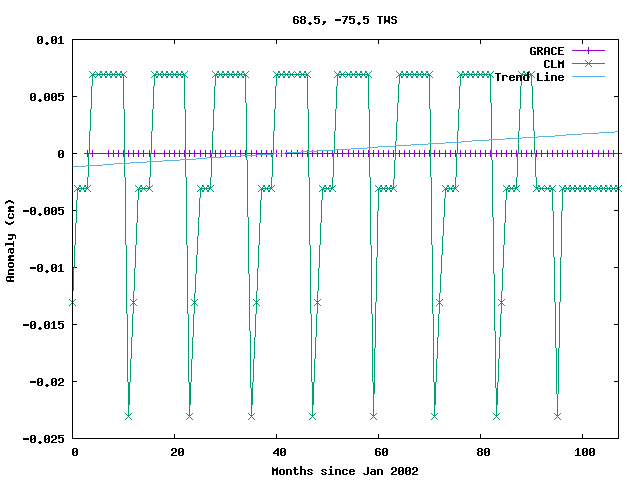 68.5, -75.5 TWS
GRACE
CLM
Trend Line
0.01
0.005
0
-0.005
-0.01
-0.015
-0.02
-0.025
Anomaly (cm)
0 20 40 60 80 100
Months since Jan 2002